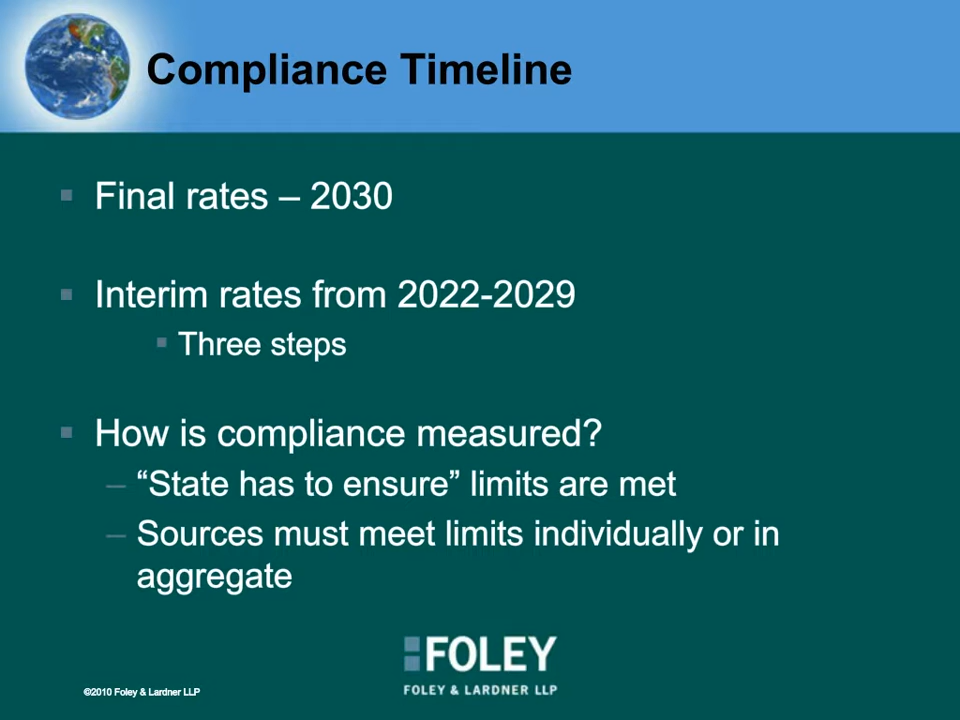 Compliance Timeline
Final rates – 2030
Interim rates from 2022-2029
Three steps
How is compliance measured?
– “State has to ensure” limits are met
– Sources must meet limits individually or in
aggregate
FOLEY
FOLEY & LARDNER LLP
©2010 Foley & Lardner LLP